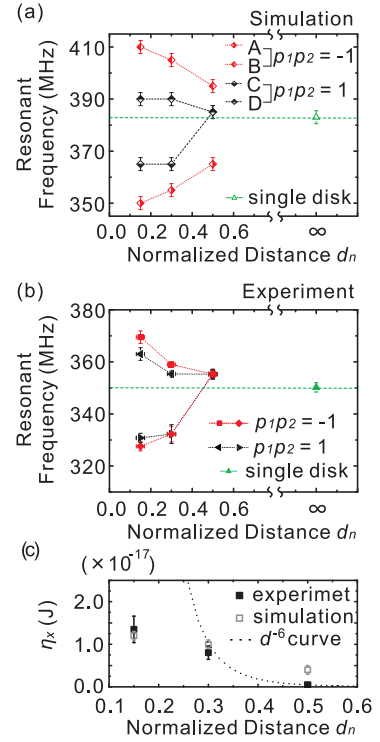 (a) Simulation
Resonant
Frequency (MHz)
410
390
370
350
A
B
p1p2 = -1
C
D
p1p2 = 1
single disk
0.0 0.2 0.4 0.6 ∞
Normalized Distance dn
(b) Experiment
Resonant
Frequency (MHz)
380
360
340
320
p1p2 = -1
p1p2 = 1
single disk
0.0 0.2 0.4 0.6 ∞
Normalized Distance dn
(c) (×10-17)
ηx (J)
2.0
1.0
0.0
experimet
simulation
d-6 curve
0.1 0.2 0.3 0.4 0.5 0.6
Normalized Distance dn